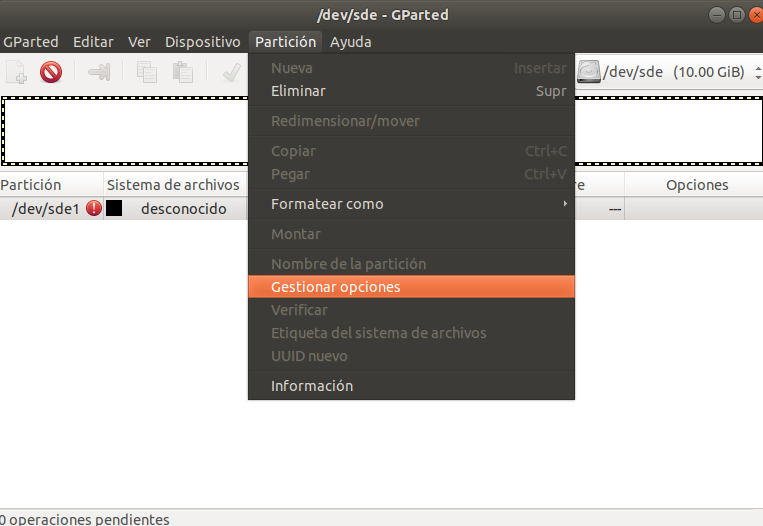 /dev/sde - GParted
GParted Editar Ver Dispositivo Partición Ayuda
/dev/sde (10.00 GiB)
Nueva Insertar
Eliminar Supr
Redimensionar/mover
Copiar Ctrl+C
Pegar Ctrl+V
Formatear como
Montar
Nombre de la partición
Gestionar opciones
Verificar
Etiqueta del sistema de archivos
UUID nuevo
Información
Partición Sistema de archivos re Opciones
/dev/sde1 desconocido ---
0 operaciones pendientes